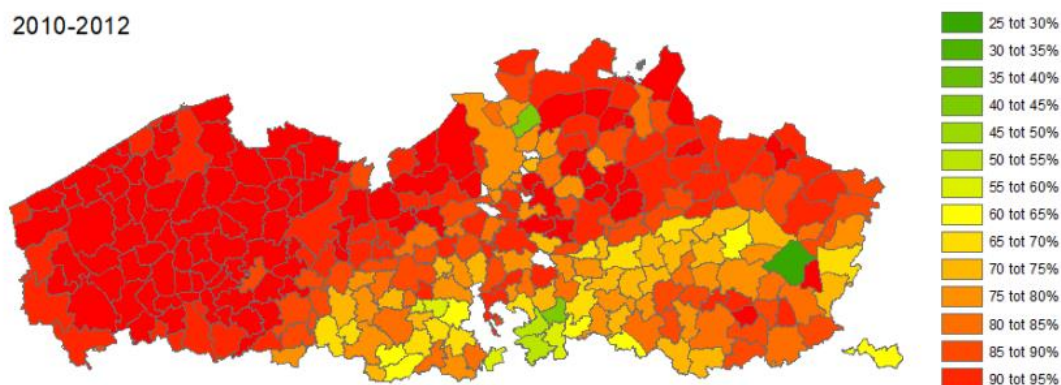 2010-2012
25 tot 30%
30 tot 35%
35 tot 40%
40 tot 45%
45 tot 50%
50 tot 55%
55 tot 60%
60 tot 65%
65 tot 70%
70 tot 75%
75 tot 80%
80 tot 85%
85 tot 90%
90 tot 95%